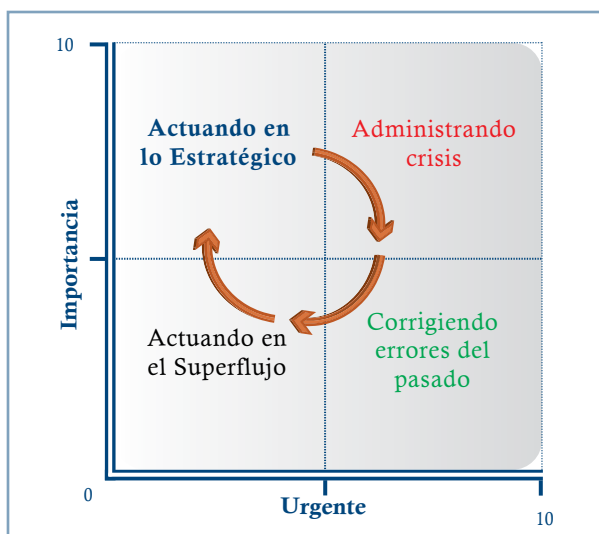 10
Actuando en
lo Estratégico
Administrando
crisis
Importancia
Actuando en
el Superflujo
Corrigiendo
errores del
pasado
0
Urgente
10